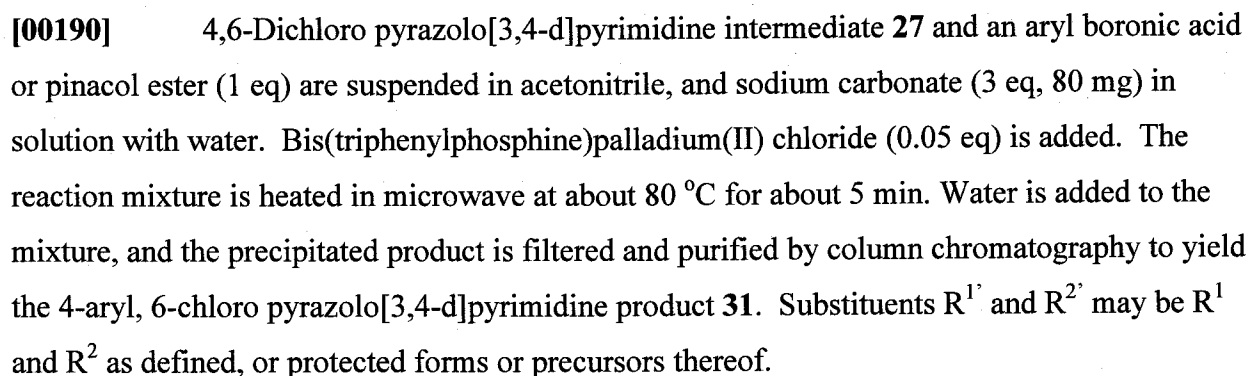 [00190] 4,6-Dichloro pyrazolo[3,4-d]pyrimidine intermediate 27 and an aryl boronic acid
or pinacol ester (1 eq) are suspended in acetonitrile, and sodium carbonate (3 eq, 80 mg) in
solution with water. Bis(triphenylphosphine)palladium(II) chloride (0.05 eq) is added. The
reaction mixture is heated in microwave at about 80 °C for about 5 min. Water is added to the
mixture, and the precipitated product is filtered and purified by column chromatography to yield
the 4-aryl, 6-chloro pyrazolo[3,4-d]pyrimidine product 31. Substituents R¹' and R²' may be R¹
and R² as defined, or protected forms or precursors thereof.